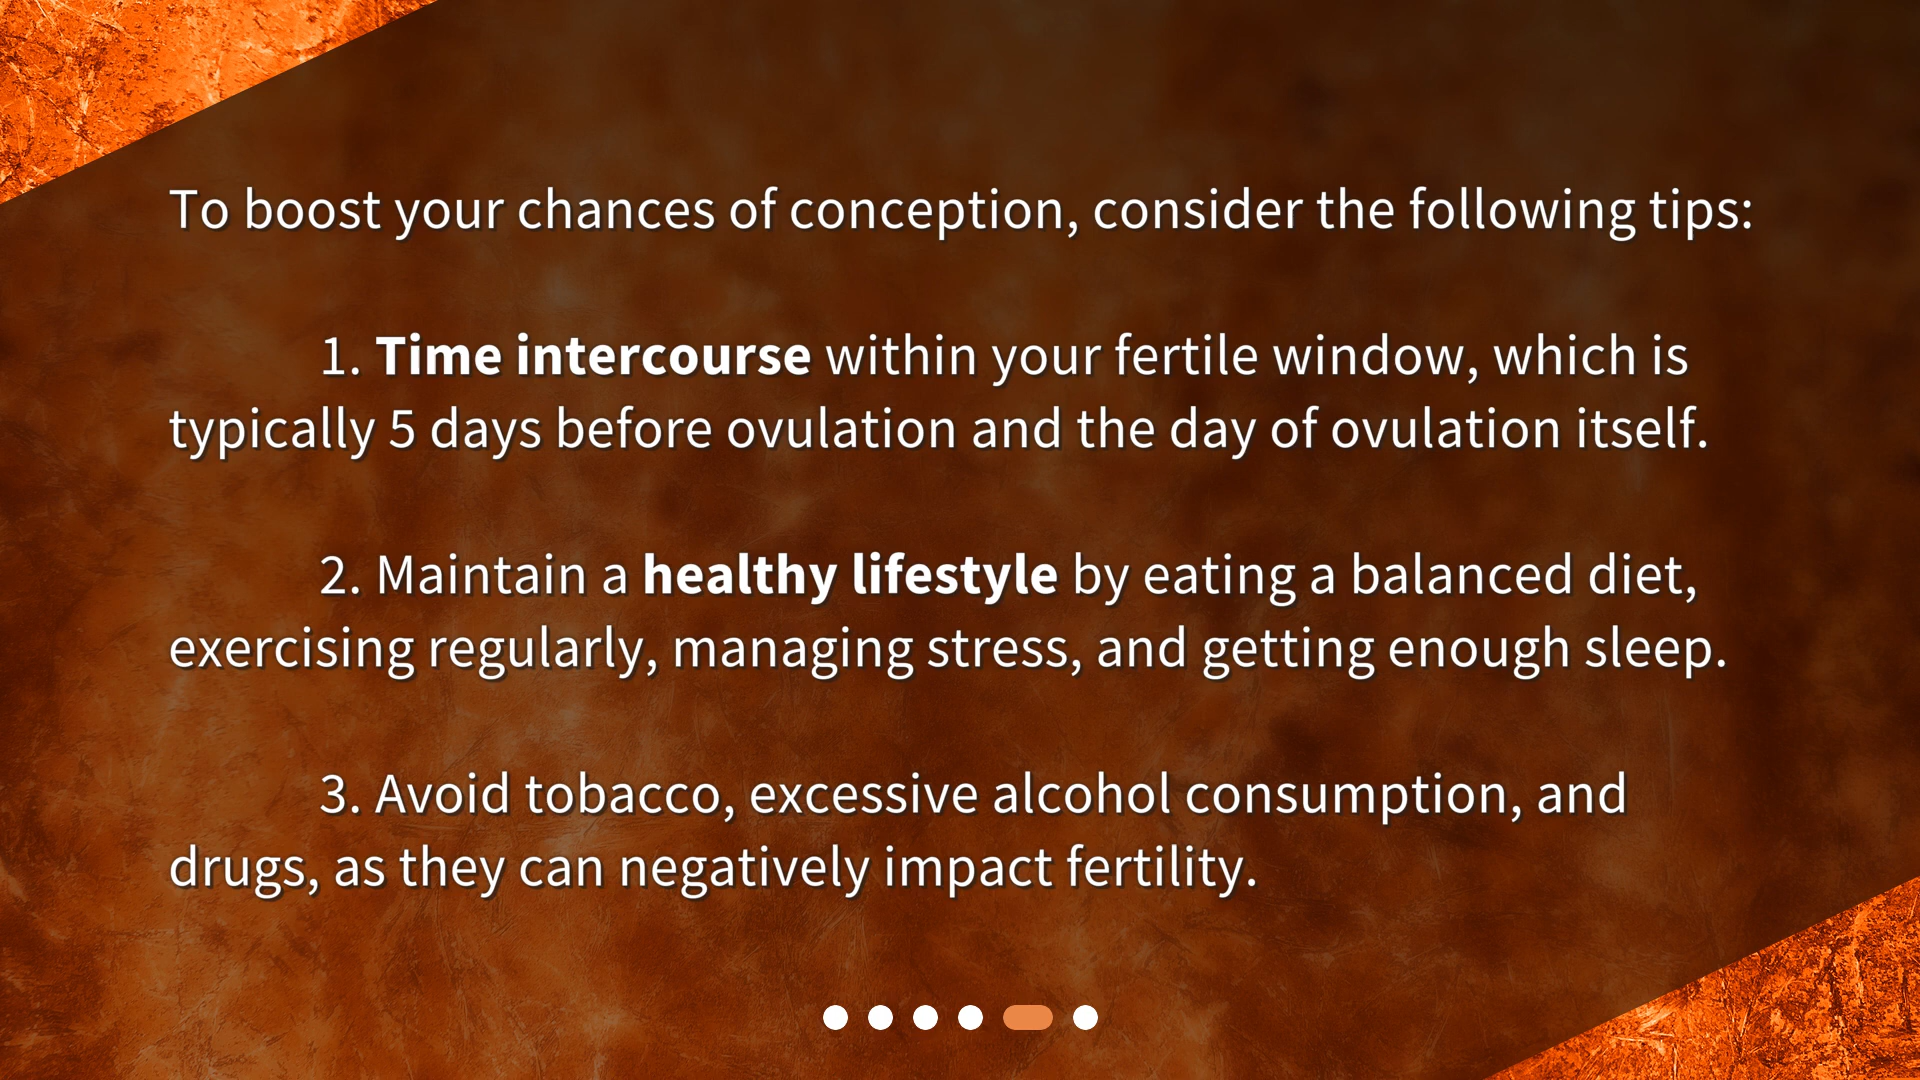 To boost your chances of conception, consider the following tips:
1. Time intercourse within your fertile window, which is
typically 5 days before ovulation and the day of ovulation itself.
2. Maintain a healthy lifestyle by eating a balanced diet,
exercising regularly, managing stress, and getting enough sleep.
3. Avoid tobacco, excessive alcohol consumption, and
drugs, as they can negatively impact fertility.